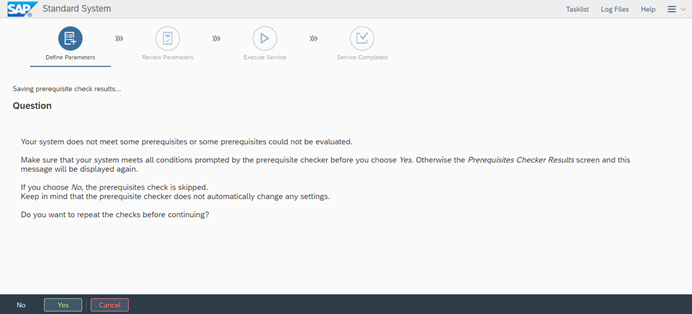 SAP Standard System Tasklist Log Files Help
Define Parameters Review Parameters Execute Service Service Completed
Saving prerequisite check results...
Question
Your system does not meet some prerequisites or some prerequisites could not be evaluated.
Make sure that your system meets all conditions prompted by the prerequisite checker before you choose Yes. Otherwise the Prerequisites Checker Results screen and this
message will be displayed again.
If you choose No, the prerequisites check is skipped.
Keep in mind that the prerequisite checker does not automatically change any settings.
Do you want to repeat the checks before continuing?
No Yes Cancel